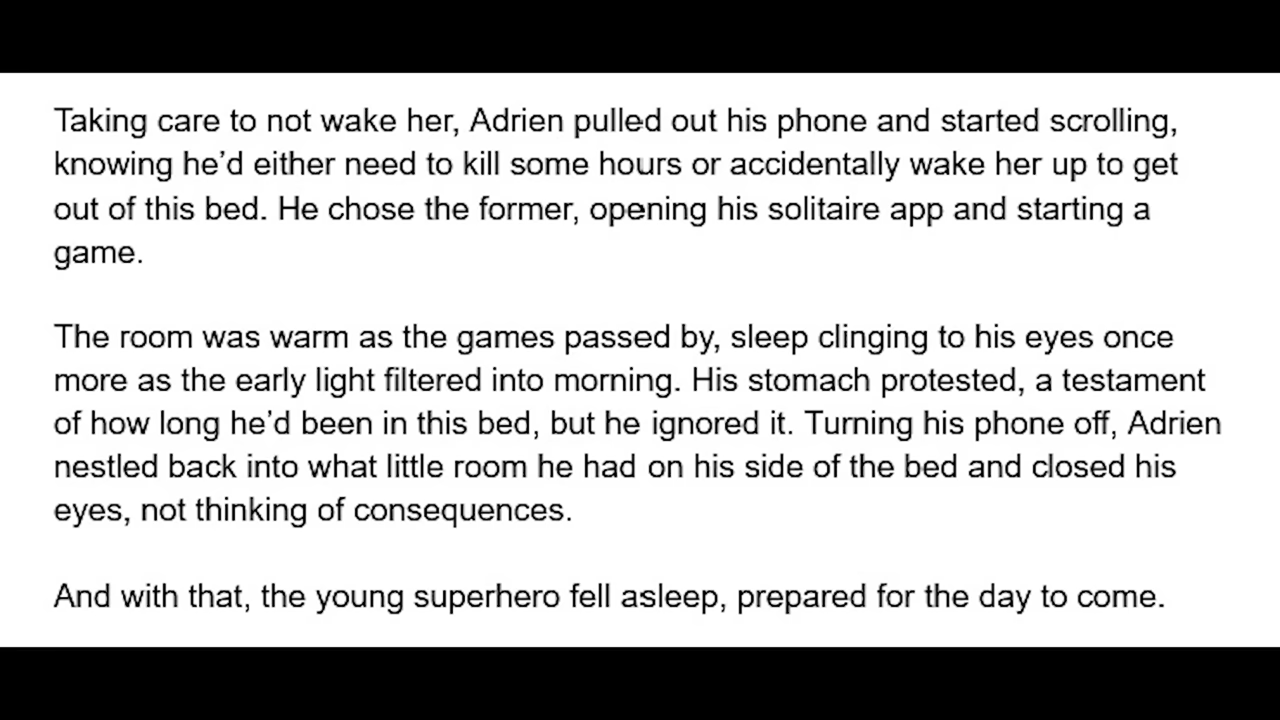 Taking care to not wake her, Adrien pulled out his phone and started scrolling,
knowing he’d either need to kill some hours or accidentally wake her up to get
out of this bed. He chose the former, opening his solitaire app and starting a
game.
The room was warm as the games passed by, sleep clinging to his eyes once
more as the early light filtered into morning. His stomach protested, a testament
of how long he’d been in this bed, but he ignored it. Turning his phone off, Adrien
nestled back into what little room he had on his side of the bed and closed his
eyes, not thinking of consequences.
And with that, the young superhero fell asleep, prepared for the day to come.